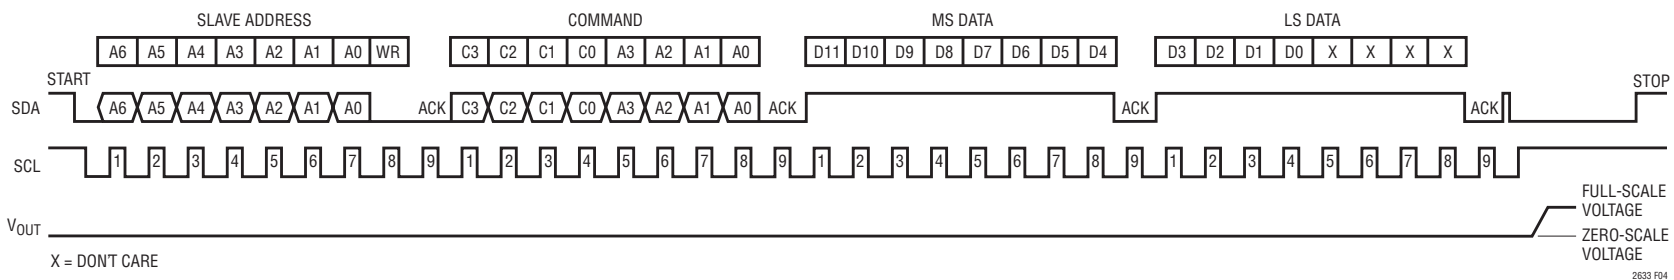 SLAVE ADDRESS COMMAND MS DATA LS DATA
A6 A5 A4 A3 A2 A1 A0 WR C3 C2 C1 C0 A3 A2 A1 A0 D11 D10 D9 D8 D7 D6 D5 D4 D3 D2 D1 D0 X X X X
START STOP
SDA A6 A5 A4 A3 A2 A1 A0 ACK C3 C2 C1 C0 A3 A2 A1 A0 ACK ACK ACK
SCL 1 2 3 4 5 6 7 8 9 1 2 3 4 5 6 7 8 9 1 2 3 4 5 6 7 8 9 1 2 3 4 5 6 7 8 9
FULL-SCALE
VOLTAGE
VOUT
ZERO-SCALE
VOLTAGE
X = DON'T CARE
2633 F04